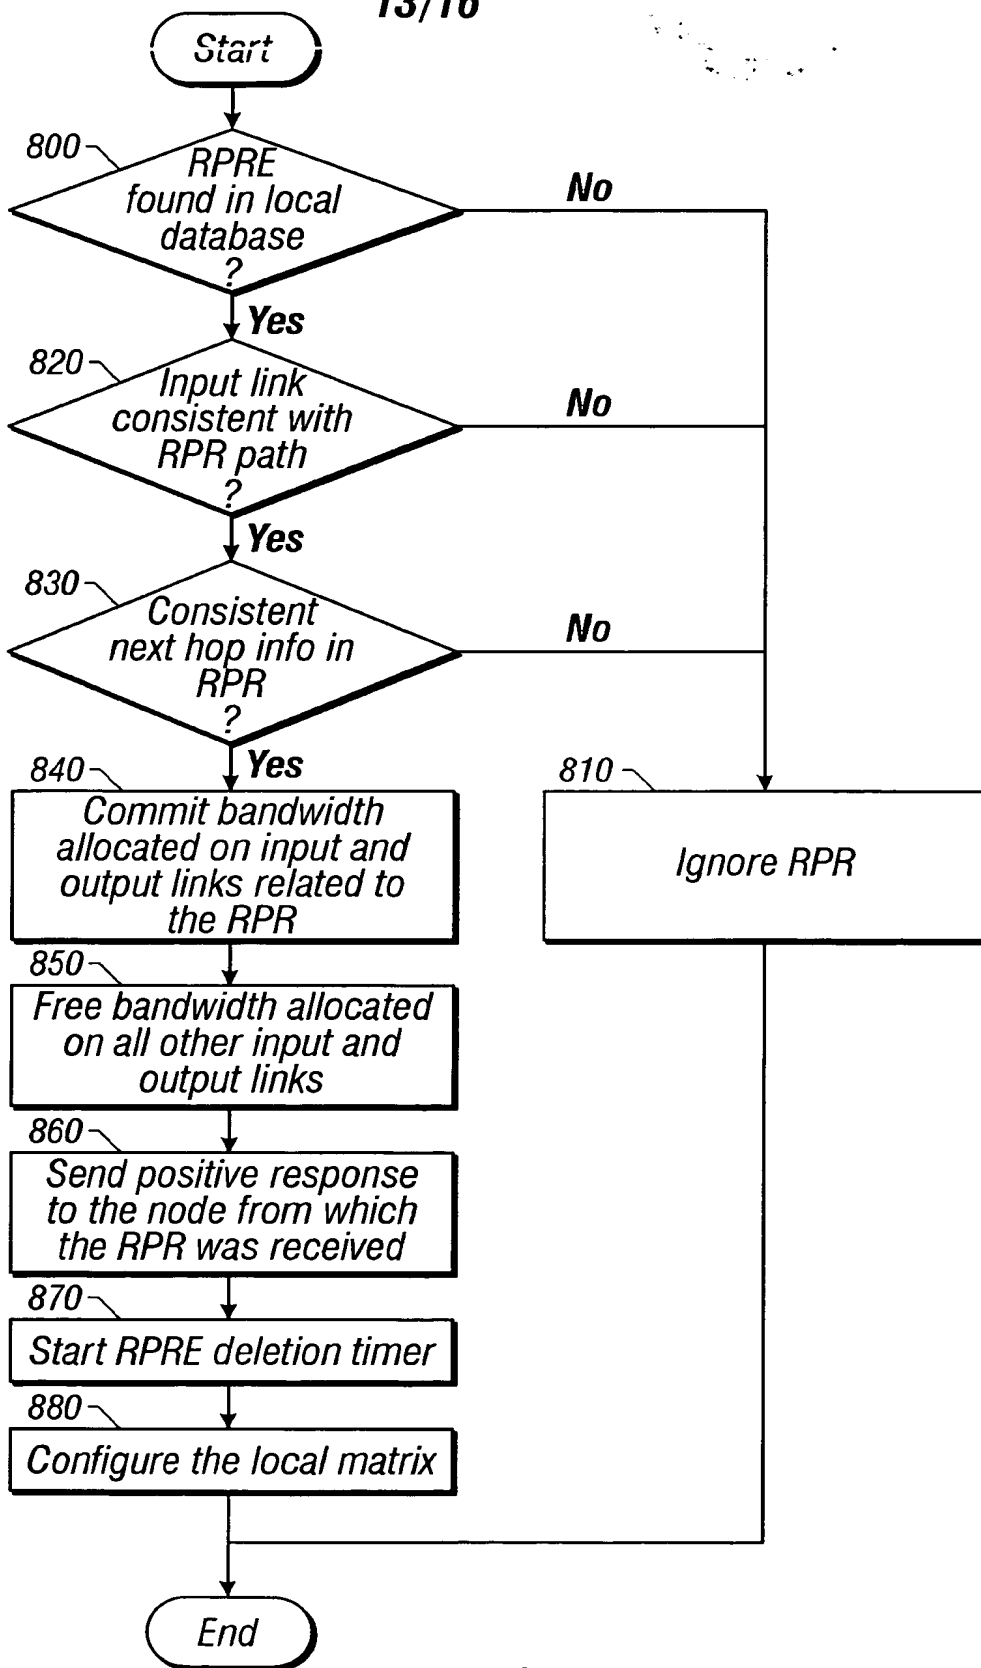 13/16
Start
800
RPRE
found in local
database
?
No
Yes
820
Input link
consistent with
RPR path
?
No
Yes
830
Consistent
next hop info in
RPR
?
No
Yes
840
Commit bandwidth
allocated on input and
output links related to
the RPR
810
Ignore RPR
850
Free bandwidth allocated
on all other input and
output links
860
Send positive response
to the node from which
the RPR was received
870
Start RPRE deletion timer
880
Configure the local matrix
End